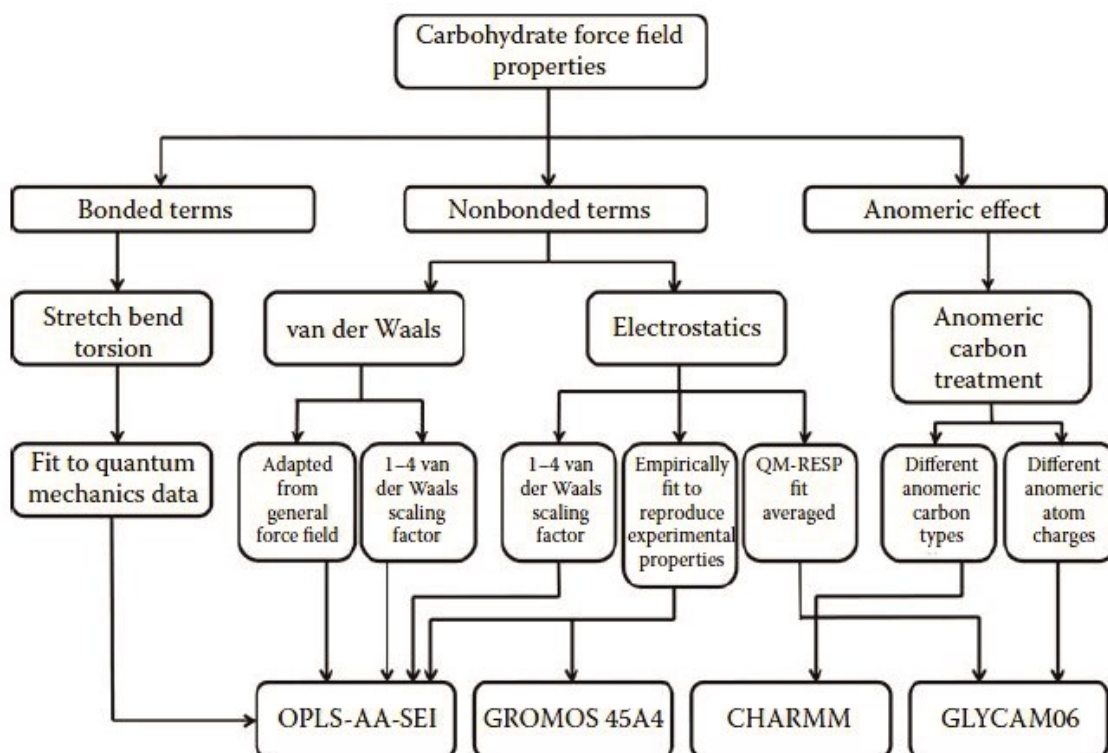 Carbohydrate force field
properties
Bonded terms
Nonbonded terms
Anomeric effect
Stretch bend
torsion
van der Waals
Electrostatics
Anomeric
carbon
treatment
Fit to quantum
mechanics data
Adapted
from
general
force field
1–4 van
der Waals
scaling
factor
1–4 van
der Waals
scaling
factor
Empirically
fit to
reproduce
experimental
properties
QM-RESP
fit
averaged
Different
anomeric
carbon
types
Different
anomeric
atom
charges
OPLS-AA-SEI
GROMOS 45A4
CHARMM
GLYCAM06